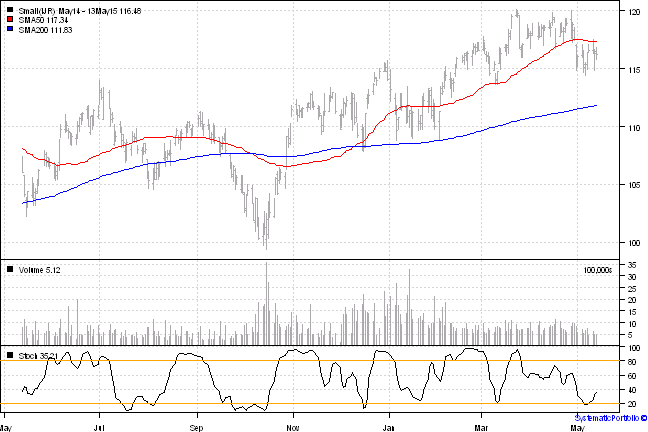 Small(IJR) May14 - 13May15 116.48
SMA50 117.34
SMA200 111.83
120
115
110
105
100
Volume 5.12
100,000s
35
30
25
20
15
10
5
Stoch 35.21
100
80
60
40
20
May Jul Sep Nov Jan Mar May
SystematicPortfolio ©